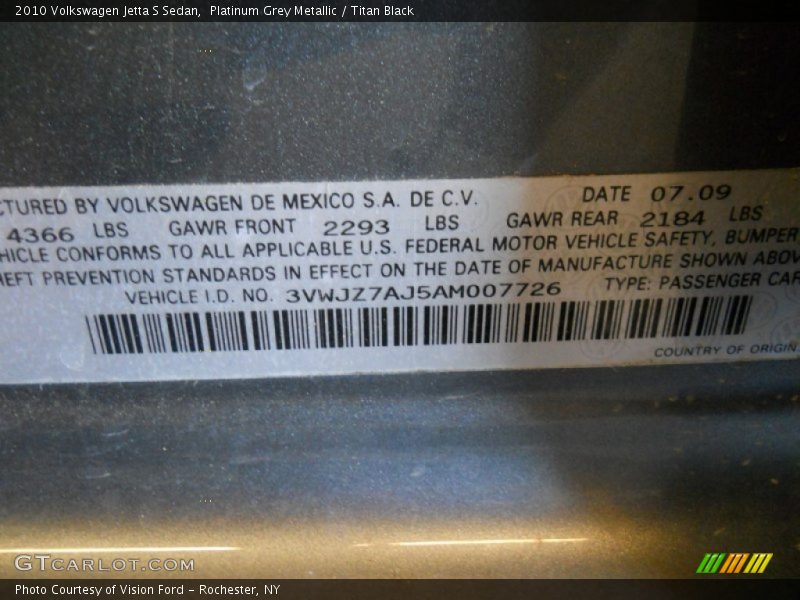 2010 Volkswagen Jetta S Sedan, Platinum Grey Metallic / Titan Black
CTURED BY VOLKSWAGEN DE MEXICO S.A. DE C.V. DATE 07.09
4366 LBS GAWR FRONT 2293 LBS GAWR REAR 2184 LBS
HICLE CONFORMS TO ALL APPLICABLE U.S. FEDERAL MOTOR VEHICLE SAFETY, BUMPER
HEFT PREVENTION STANDARDS IN EFFECT ON THE DATE OF MANUFACTURE SHOWN ABOV
VEHICLE I.D. NO. 3VWJZ7AJ5AM007726 TYPE: PASSENGER CAR
COUNTRY OF ORIGIN
GTCARLOT.COM
Photo Courtesy of Vision Ford - Rochester, NY